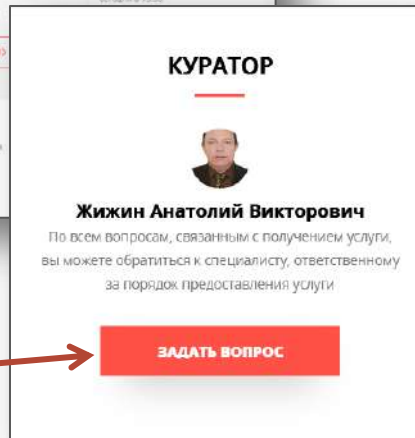 КУРАТОР
Жижин Анатолий Викторович
По всем вопросам, связанным с получением услуги,
вы можете обратиться к специалисту, ответственному
за порядок предоставления услуги
ЗАДАТЬ ВОПРОС